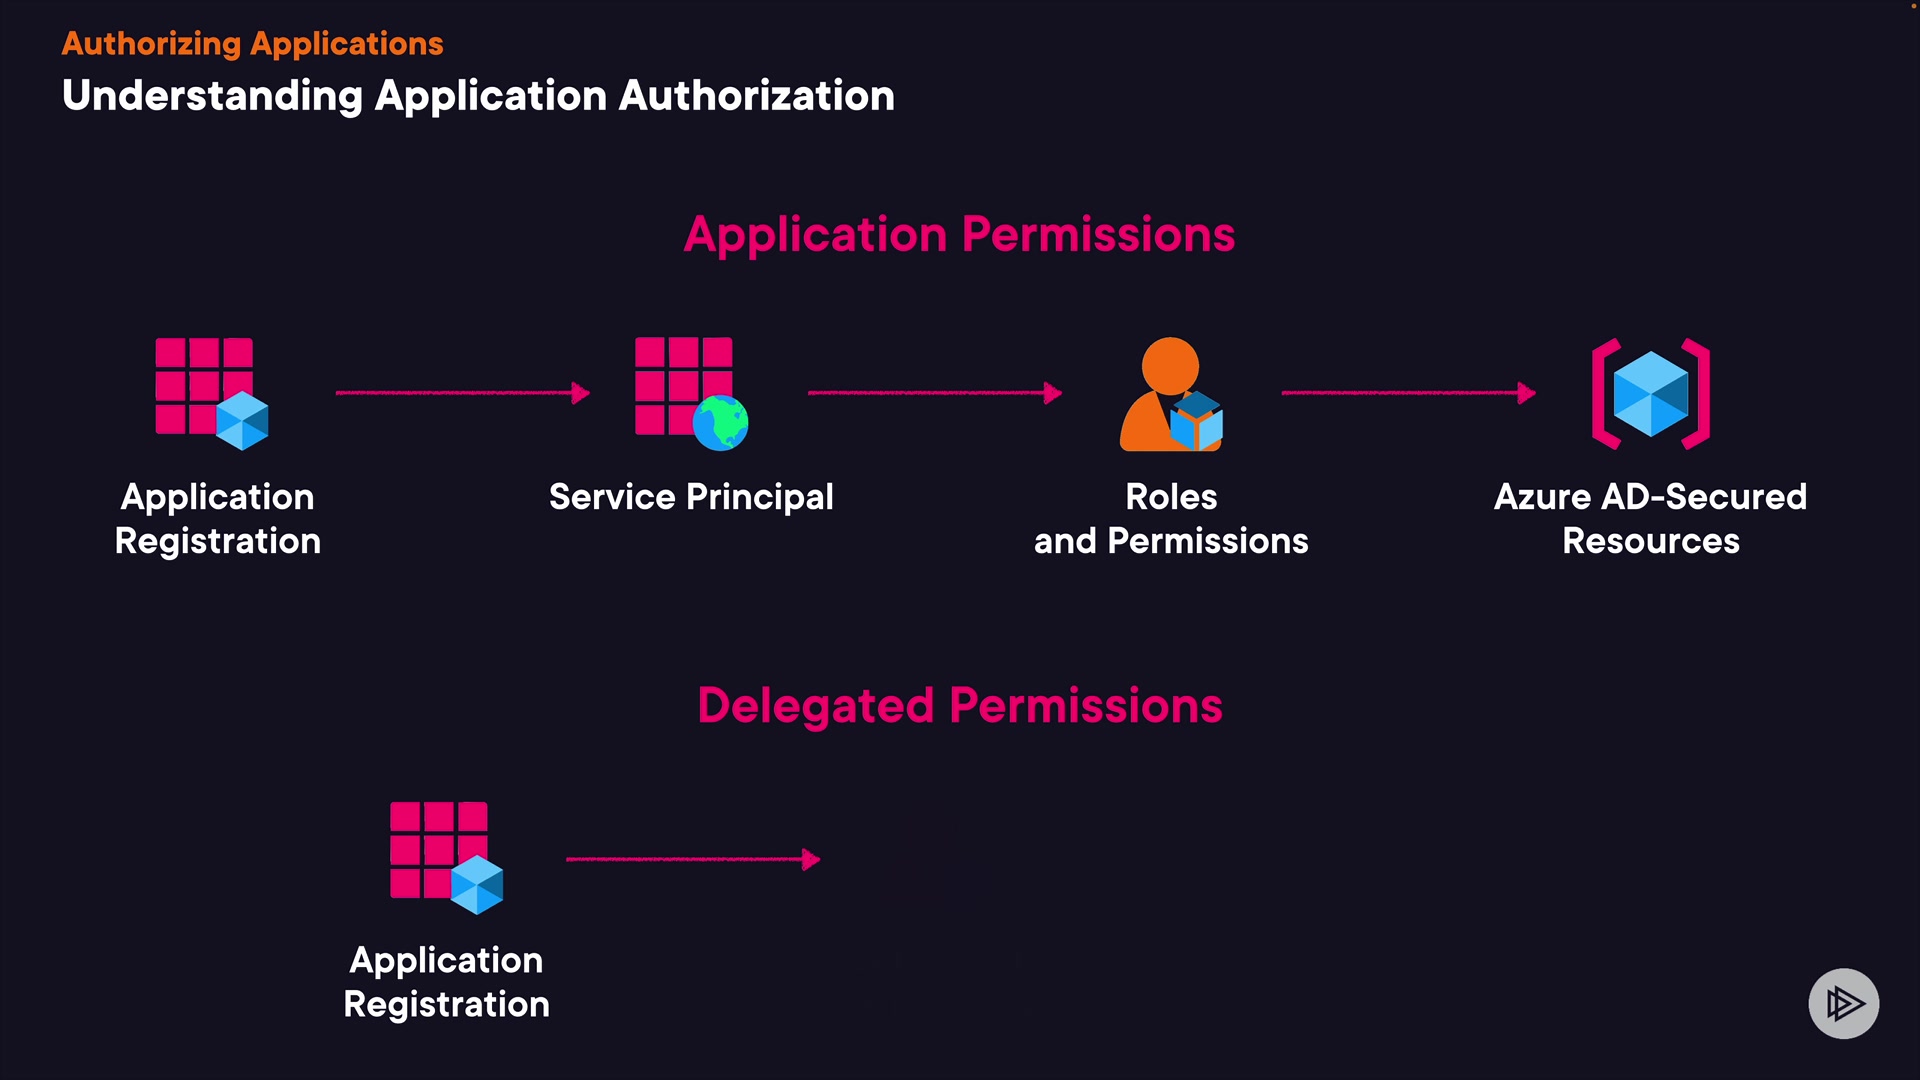 Authorizing Applications
Understanding Application Authorization
Application Permissions
Application
Registration
Service Principal
Roles
and Permissions
Azure AD-Secured
Resources
Delegated Permissions
Application
Registration